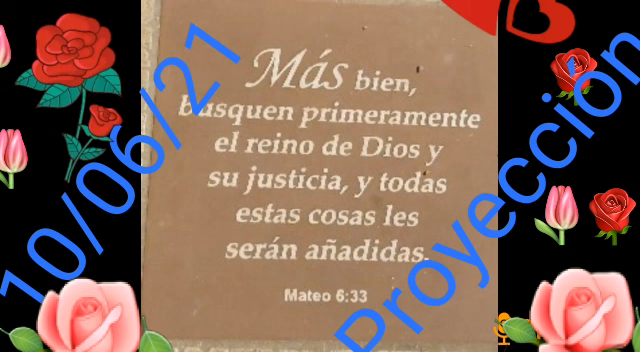 Más bien,
busquen primeramente
el reino de Dios y
su justicia, y todas
estas cosas les
serán añadidas.
Mateo 6:33
10/06/21
Proyeccion